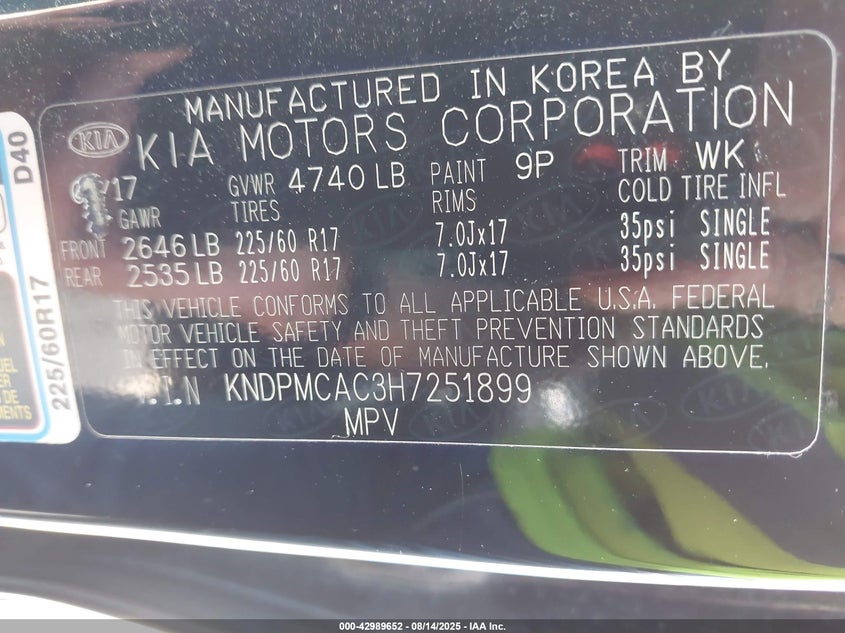 MANUFACTURED IN KOREA BY
KIA MOTORS CORPORATION
KIA
/17 GVWR 4740 LB PAINT 9P TRIM WK
GAWR TIRES RIMS COLD TIRE INFL
FRONT 2646 LB 225/60 R17 7.0Jx17 35psi SINGLE
REAR 2535 LB 225/60 R17 7.0Jx17 35psi SINGLE
THIS VEHICLE CONFORMS TO ALL APPLICABLE U.S.A. FEDERAL
MOTOR VEHICLE SAFETY AND THEFT PREVENTION STANDARDS
IN EFFECT ON THE DATE OF MANUFACTURE SHOWN ABOVE.
V.I.N KNDPMCAC3H7251899
MPV
225/60R17 D40
000-42989652 - 08/14/2025 - IAA Inc.